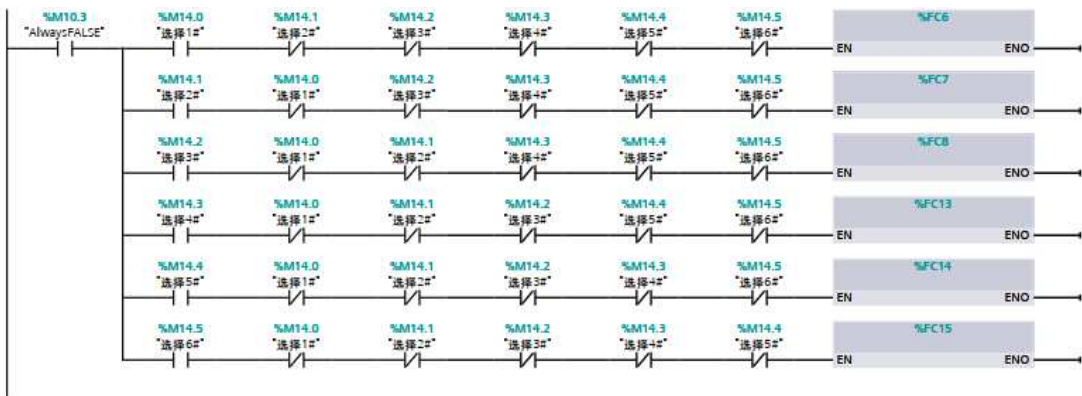 %M10.3 %M14.0 %M14.1 %M14.2 %M14.3 %M14.4 %M14.5 %FC6
"AlwaysFALSE" "选择1#" "选择2#" "选择3#" "选择4#" "选择5#" "选择6#"
EN ENO
%M14.1 %M14.0 %M14.2 %M14.3 %M14.4 %M14.5 %FC7
"选择2#" "选择1#" "选择3#" "选择4#" "选择5#" "选择6#"
EN ENO
%M14.2 %M14.0 %M14.1 %M14.3 %M14.4 %M14.5 %FC8
"选择3#" "选择1#" "选择2#" "选择4#" "选择5#" "选择6#"
EN ENO
%M14.3 %M14.0 %M14.1 %M14.2 %M14.4 %M14.5 %FC13
"选择4#" "选择1#" "选择2#" "选择3#" "选择5#" "选择6#"
EN ENO
%M14.4 %M14.0 %M14.1 %M14.2 %M14.3 %M14.5 %FC14
"选择5#" "选择1#" "选择2#" "选择3#" "选择4#" "选择6#"
EN ENO
%M14.5 %M14.0 %M14.1 %M14.2 %M14.3 %M14.4 %FC15
"选择6#" "选择1#" "选择2#" "选择3#" "选择4#" "选择5#"
EN ENO